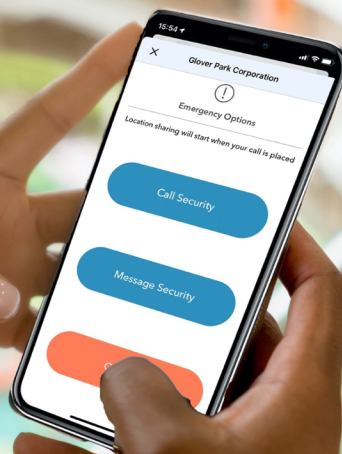 15:54
Glover Park Corporation
Emergency Options
Location sharing will start when your call is placed
Call Security
Message Security